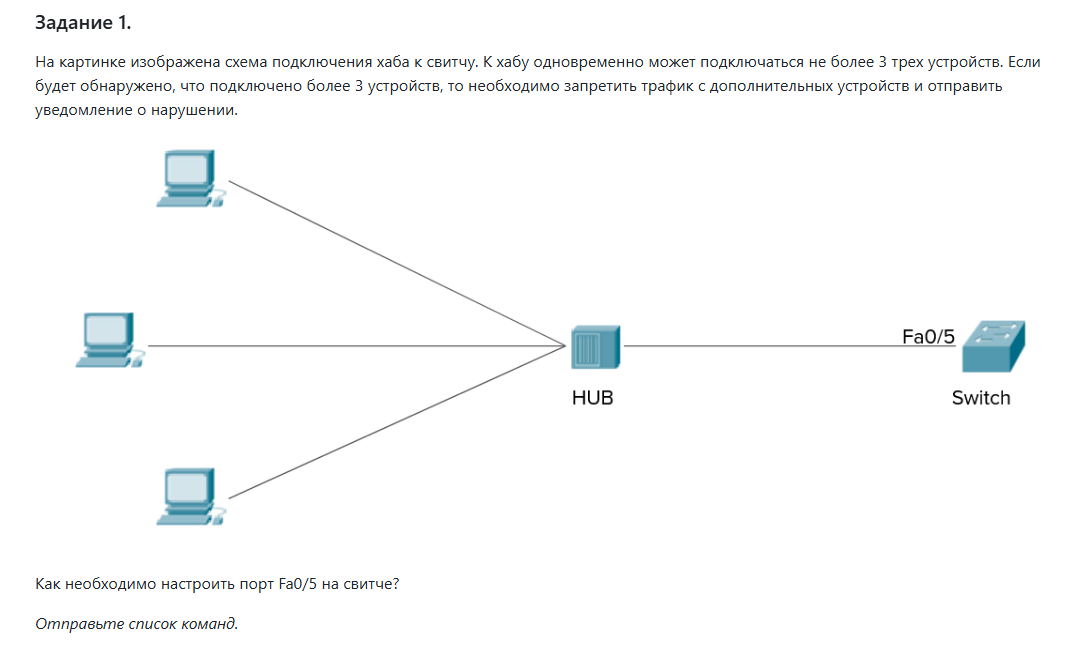 Задание 1.
На картинке изображена схема подключения хаба к свитчу. К хабу одновременно может подключаться не более 3 трех устройств. Если
будет обнаружено, что подключено более 3 устройств, то необходимо запретить трафик с дополнительных устройств и отправить
уведомление о нарушении.
Fa0/5
HUB
Switch
Как необходимо настроить порт Fa0/5 на свитче?
Отправьте список команд.